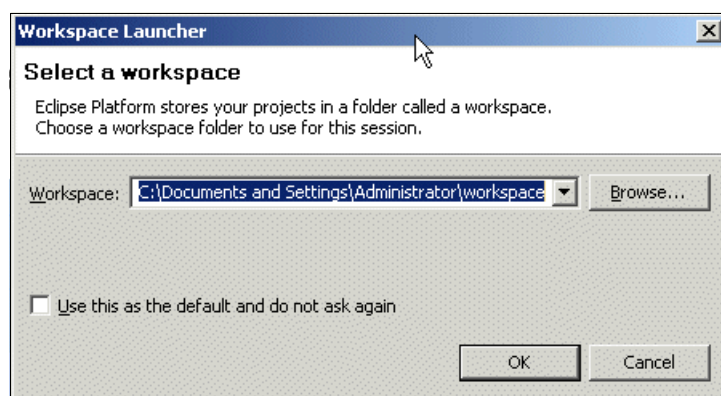 Workspace Launcher
Select a workspace
Eclipse Platform stores your projects in a folder called a workspace.
Choose a workspace folder to use for this session.
Workspace: C:\Documents and Settings\Administrator\workspace Browse...
Use this as the default and do not ask again
OK Cancel